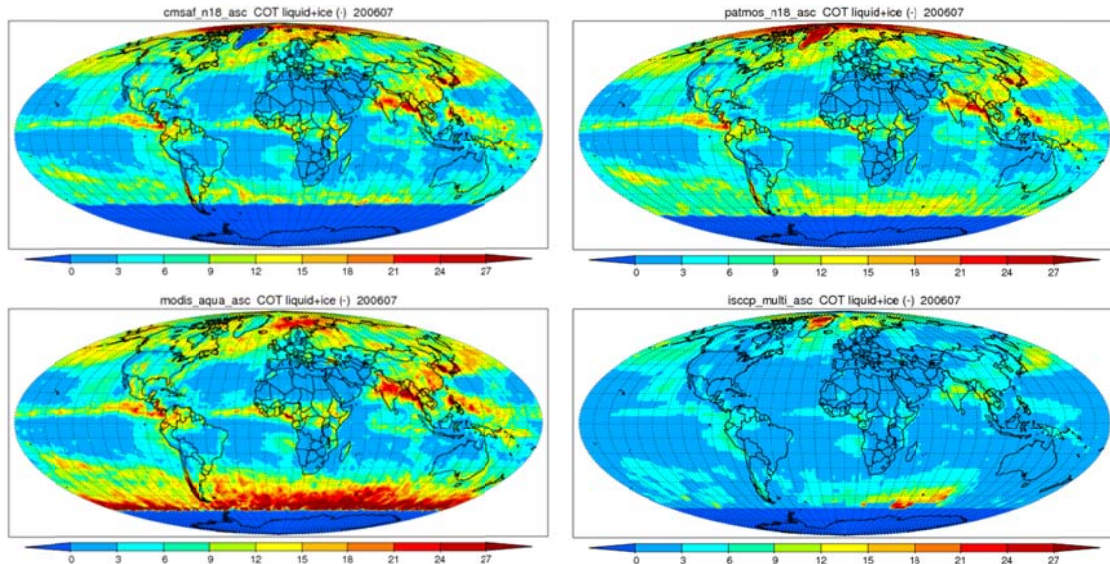 cmsaf_n18_asc COT liquid+ice (-) 200607
patmos_n18_asc COT liquid+ice (-) 200607
0 3 6 9 12 15 18 21 24 27
0 3 6 9 12 15 18 21 24 27
modis_aqua_asc COT liquid+ice (-) 200607
isccp_multi_asc COT liquid+ice (-) 200607
0 3 6 9 12 15 18 21 24 27
0 3 6 9 12 15 18 21 24 27